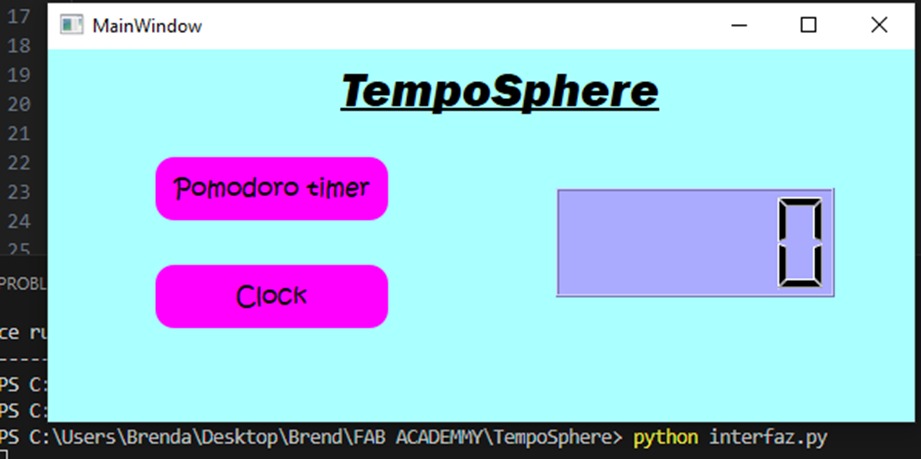 17
18
19
20
21
22
23
24
25
MainWindow
TempoSphere
Pomodoro timer
Clock
0
PROBL
ce ru
-----
PS C:
PS C:
PS C:\Users\Brenda\Desktop\Brend\FAB ACADEMMY\TempoSphere> python interfaz.py